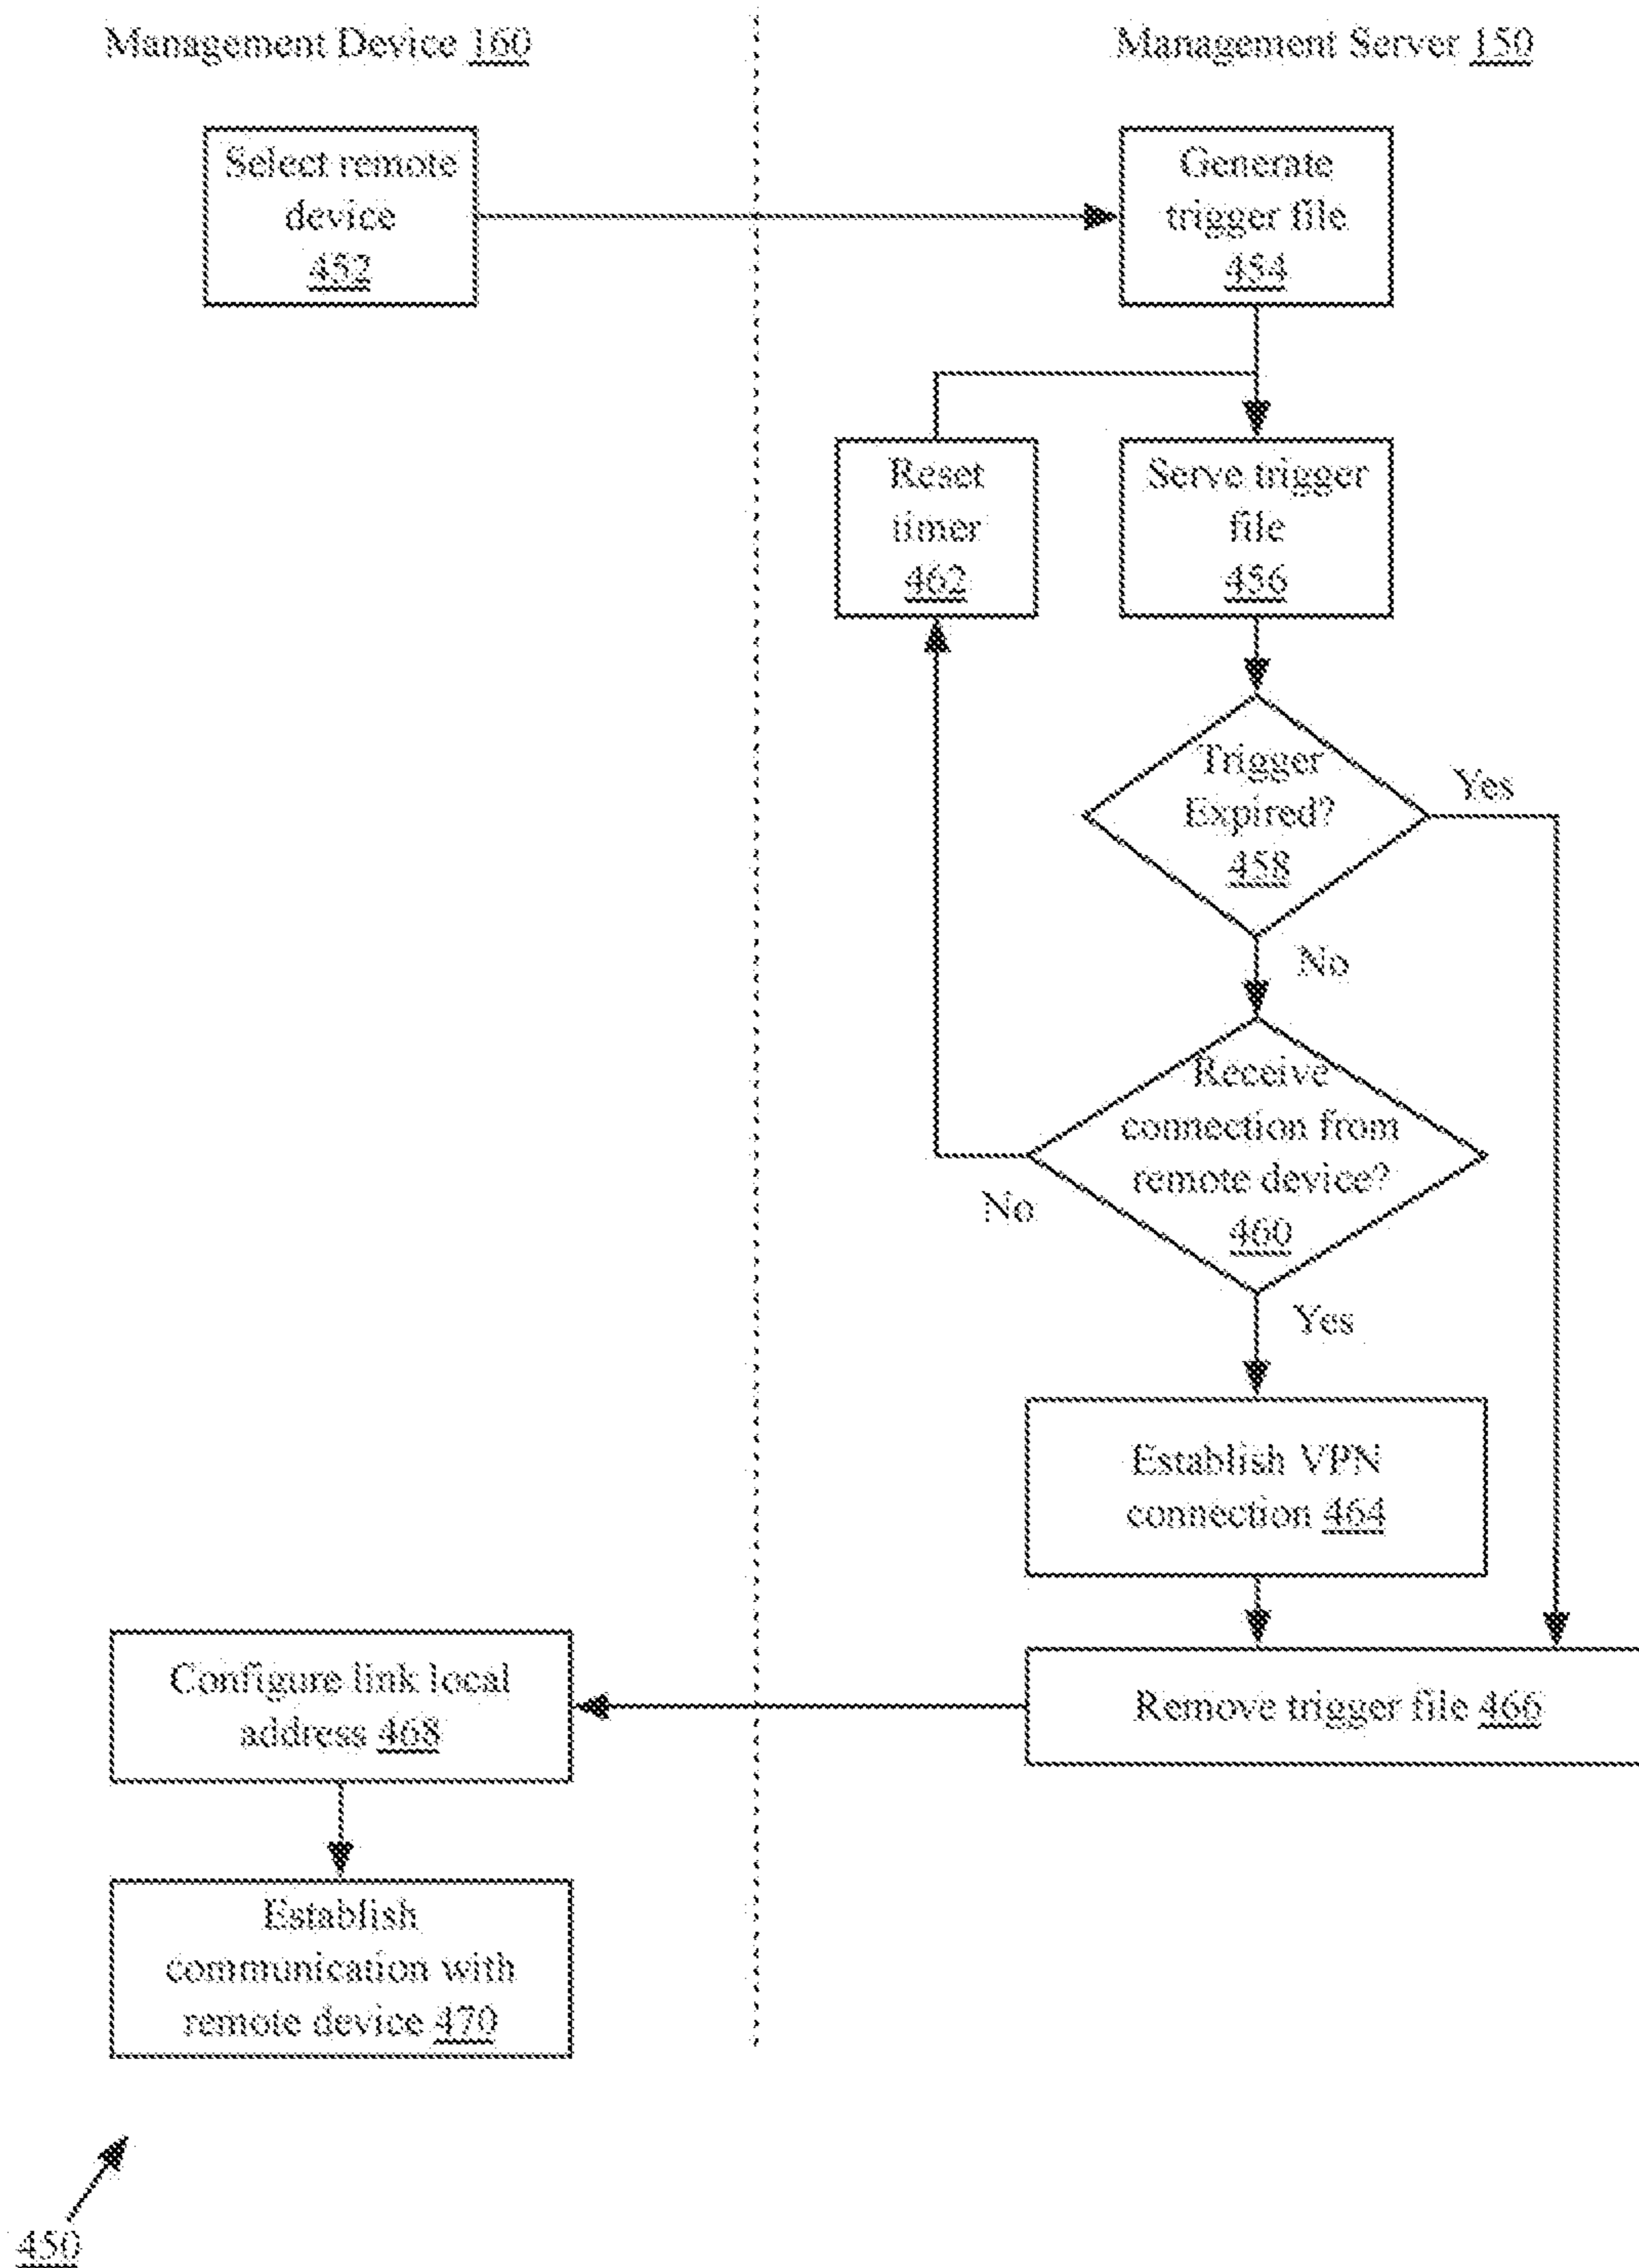 Management Device 160
Management Server 150
Select remote
device
452
Generate
trigger file
454
Reset
timer
462
Serve trigger
file
456
Trigger
Expired?
458
Yes
No
Receive
connection from
remote device?
460
No
Yes
Establish VPN
connection 464
Configure link local
address 468
Remove trigger file 466
Establish
communication with
remote device 470
450